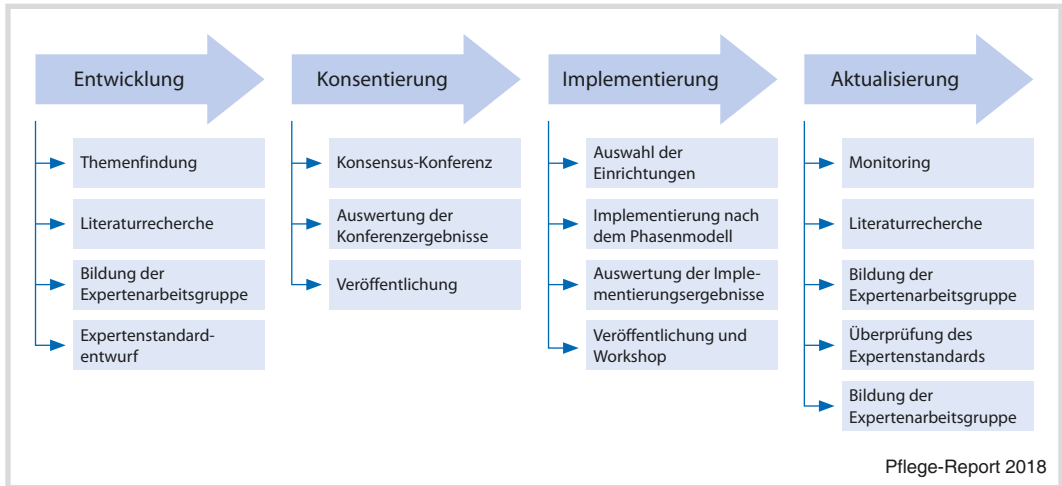 Entwicklung
Themenfindung
Literaturrecherche
Bildung der
Expertenarbeitsgruppe
Expertenstandard-
entwurf
Konsentierung
Konsensus-Konferenz
Auswertung der
Konferenzergebnisse
Veröffentlichung
Implementierung
Auswahl der
Einrichtungen
Implementierung nach
dem Phasenmodell
Auswertung der Imple-
mentierungsergebnisse
Veröffentlichung und
Workshop
Aktualisierung
Monitoring
Literaturrecherche
Bildung der
Expertenarbeitsgruppe
Überprüfung des
Expertenstandards
Bildung der
Expertenarbeitsgruppe
Pflege-Report 2018